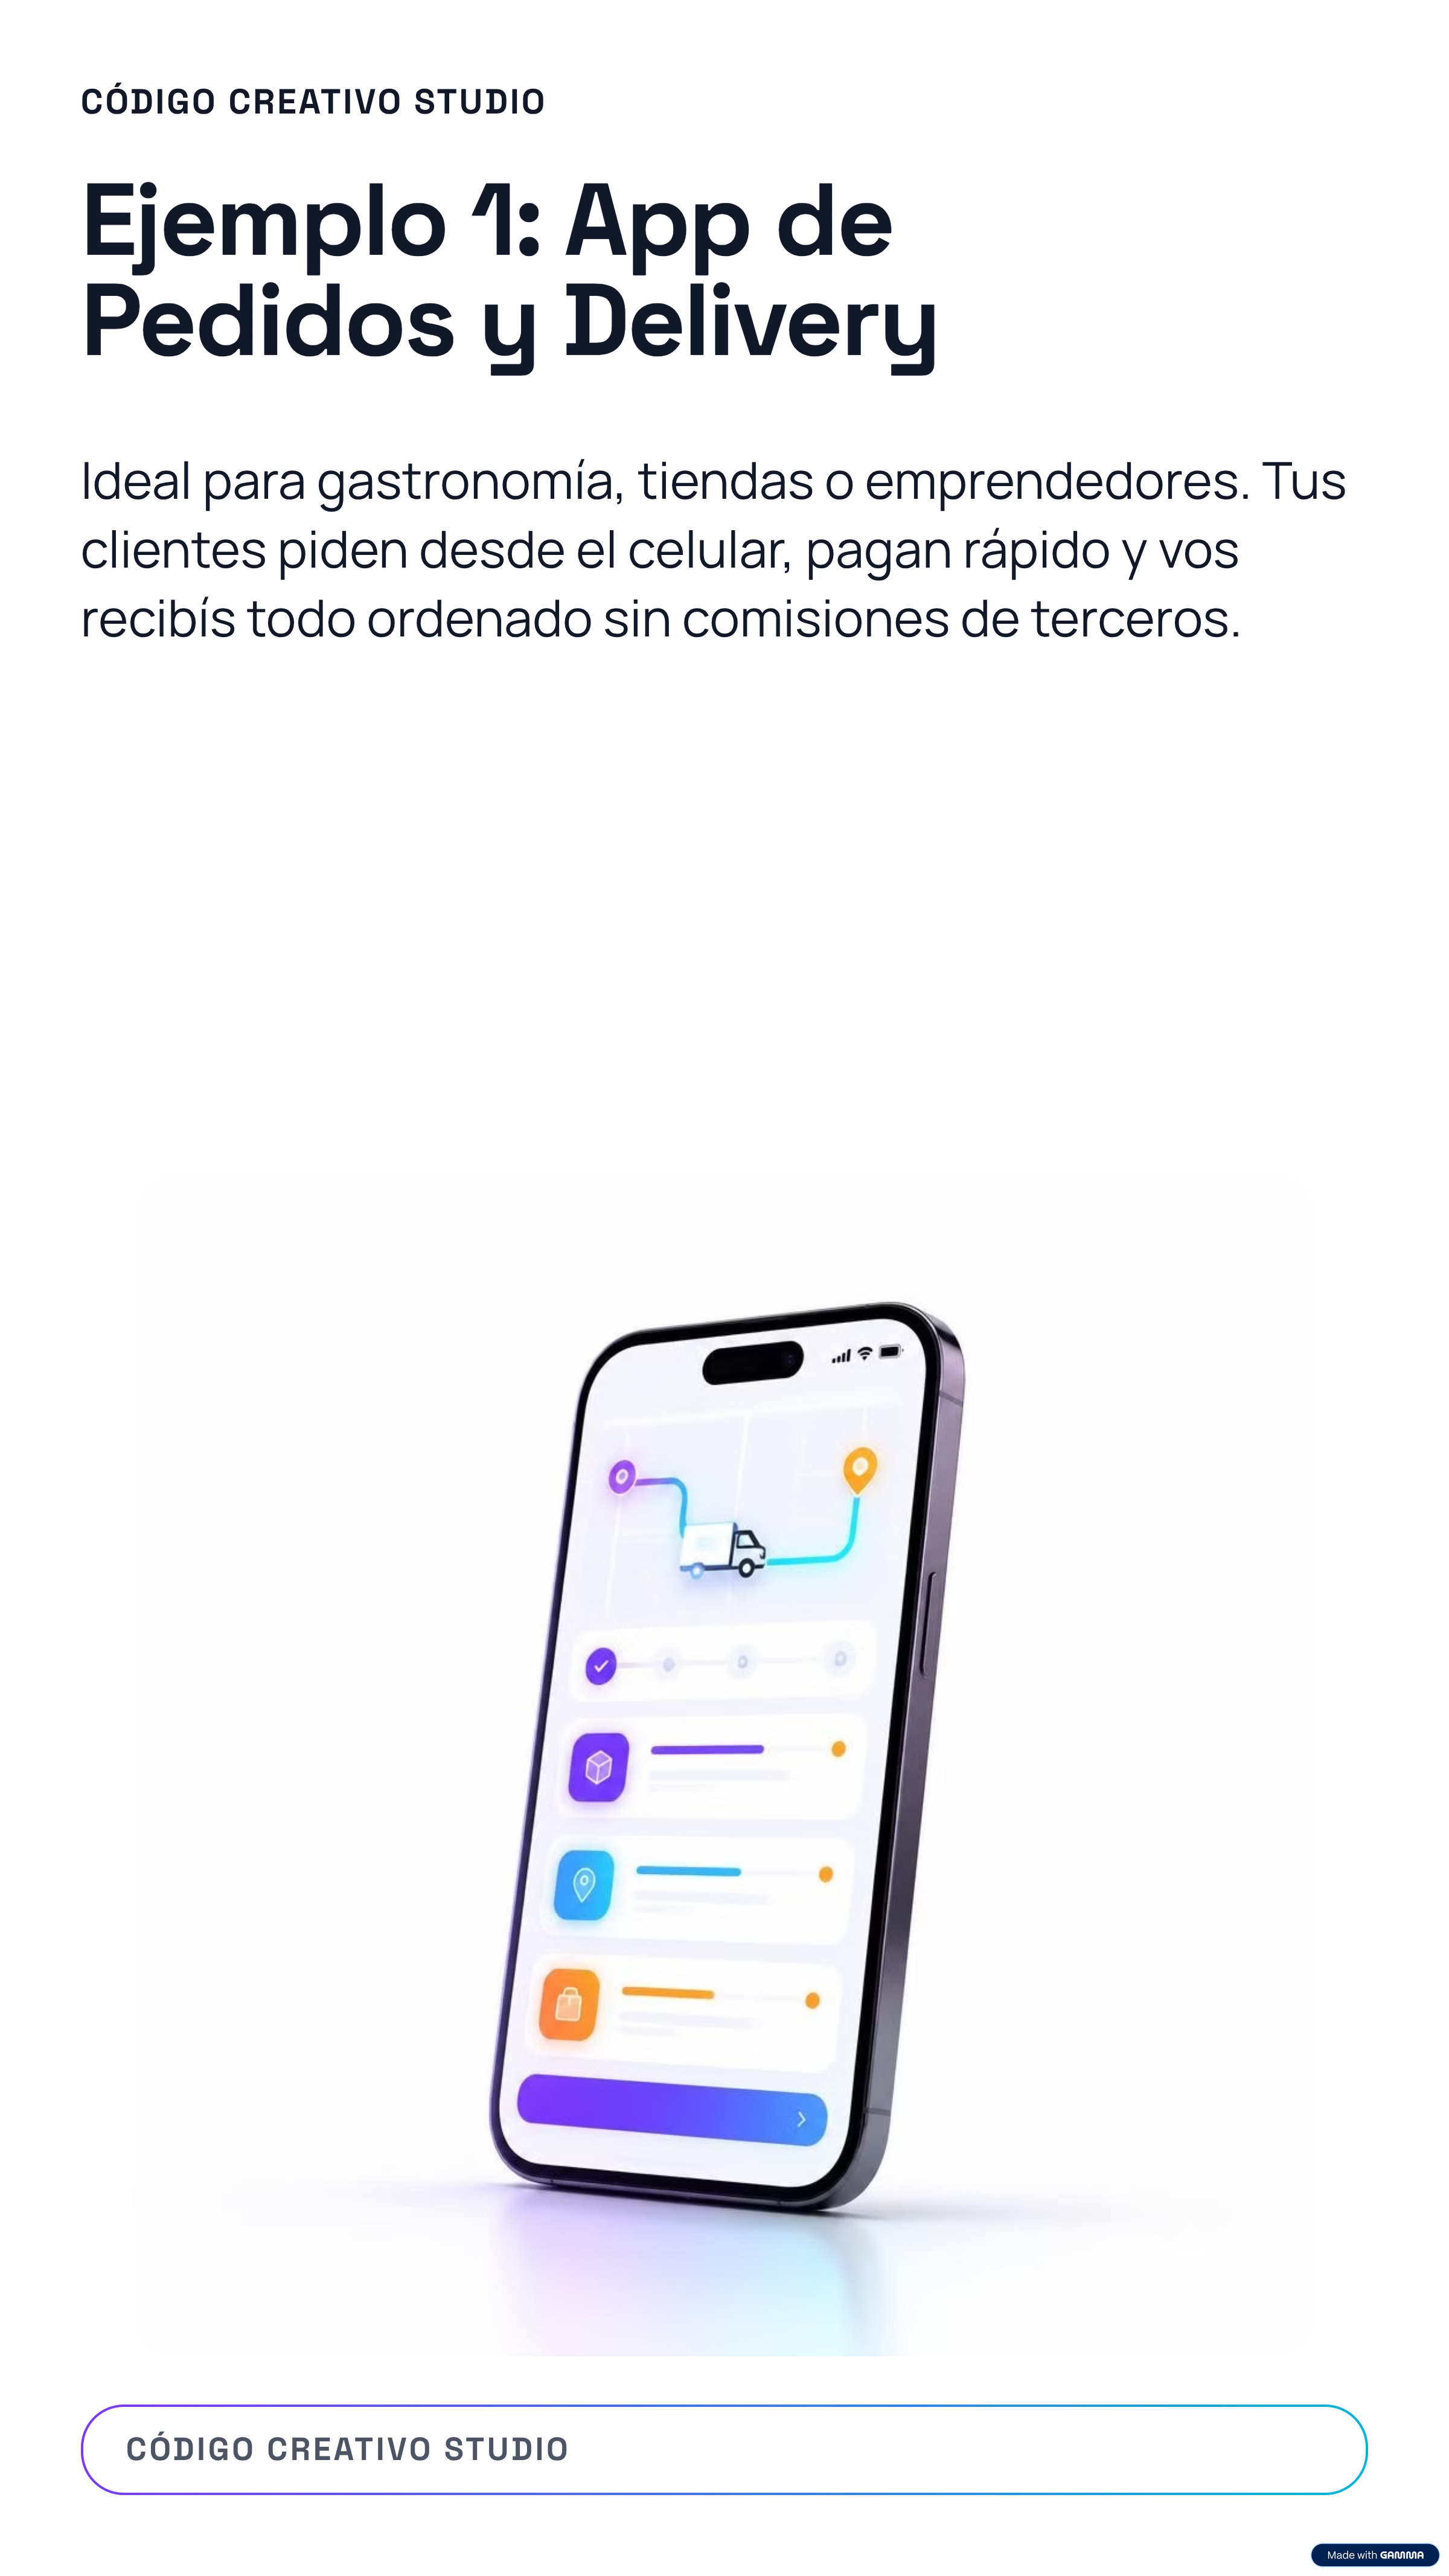 CÓDIGO CREATIVO STUDIO
Ejemplo 1: App de
Pedidos y Delivery
Ideal para gastronomía, tiendas o emprendedores. Tus
clientes piden desde el celular, pagan rápido y vos
recibís todo ordenado sin comisiones de terceros.
CÓDIGO CREATIVO STUDIO
Made with GAMMA